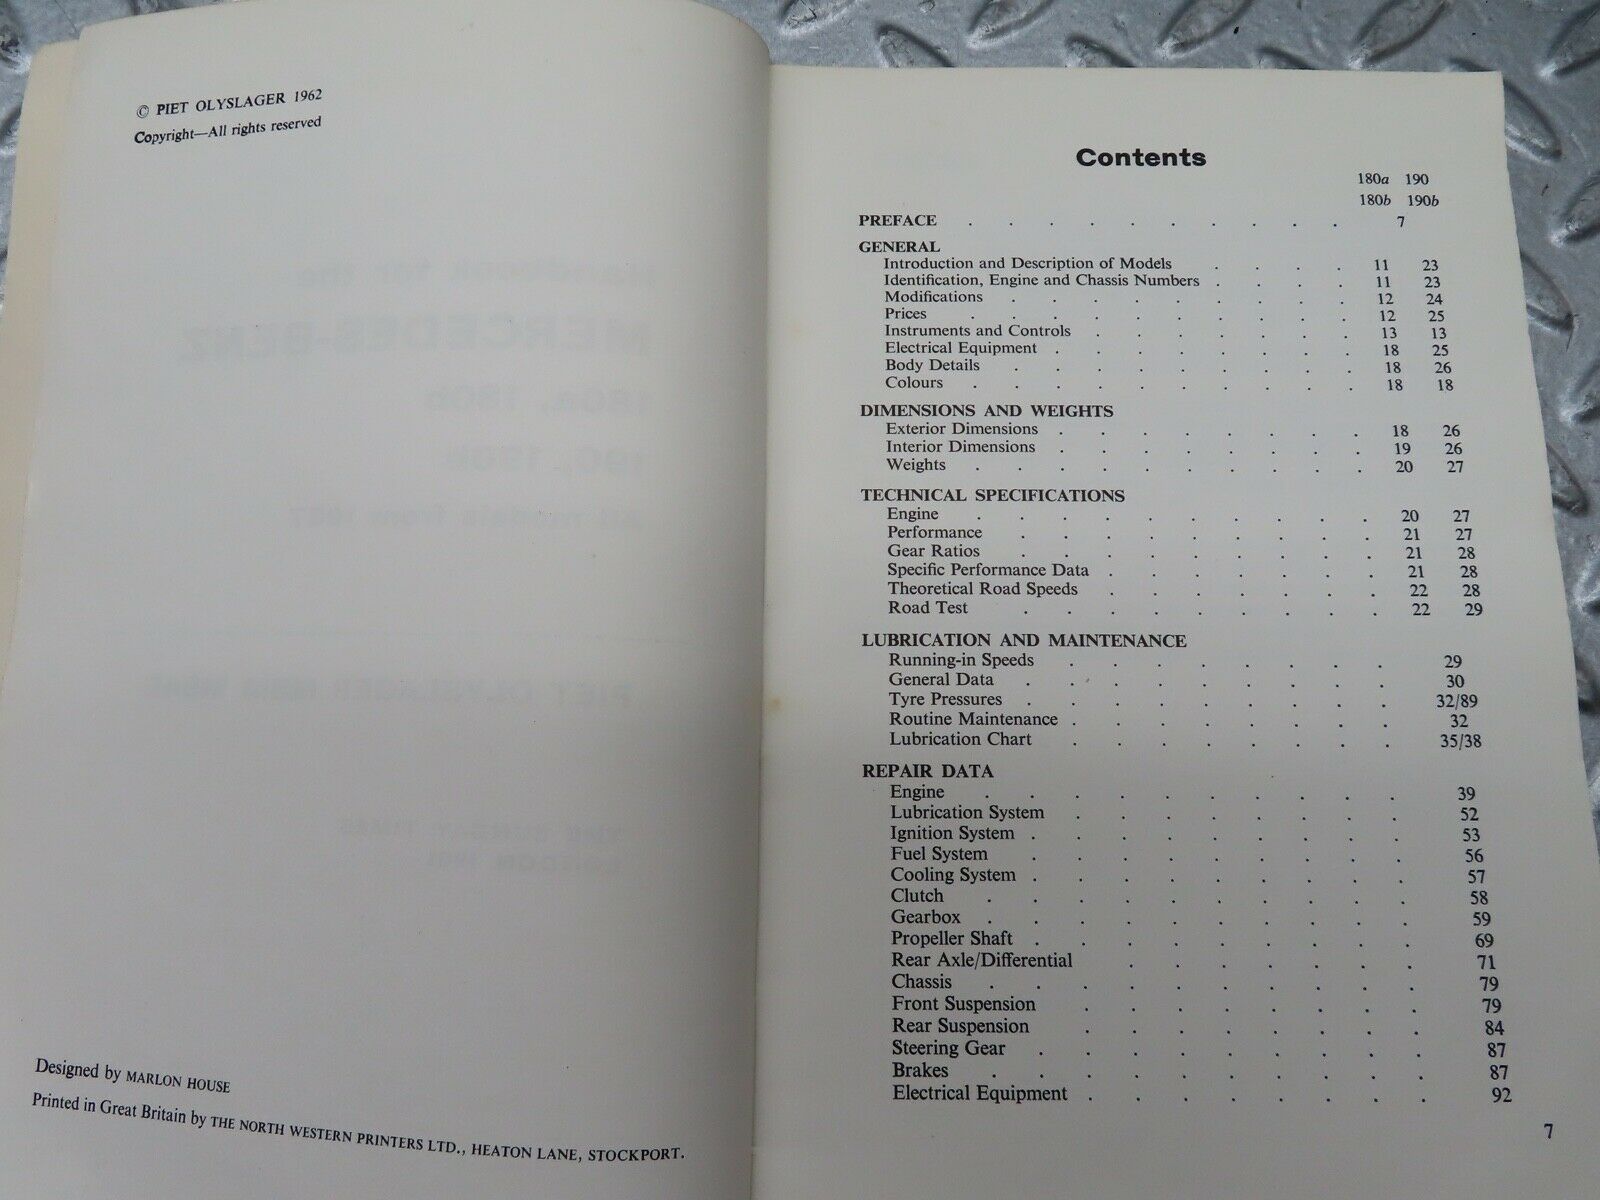 © PIET OLYSLAGER 1962
Copyright—All rights reserved
Designed by MARLON HOUSE
Printed in Great Britain by THE NORTH WESTERN PRINTERS LTD., HEATON LANE, STOCKPORT.
Contents
180a 190
180b 190b
PREFACE . . . . . . . . . . 7
GENERAL
Introduction and Description of Models . . . . 11 23
Identification, Engine and Chassis Numbers . . . . 11 23
Modifications . . . . . . . . . 12 24
Prices . . . . . . . . . . 12 25
Instruments and Controls . . . . . . . 13 13
Electrical Equipment . . . . . . . . 18 25
Body Details . . . . . . . . . 18 26
Colours . . . . . . . . . . 18 18
DIMENSIONS AND WEIGHTS
Exterior Dimensions . . . . . . . . 18 26
Interior Dimensions . . . . . . . . 19 26
Weights . . . . . . . . . . 20 27
TECHNICAL SPECIFICATIONS
Engine . . . . . . . . . . 20 27
Performance . . . . . . . . . 21 27
Gear Ratios . . . . . . . . . 21 28
Specific Performance Data . . . . . . . 21 28
Theoretical Road Speeds . . . . . . . 22 28
Road Test . . . . . . . . . 22 29
LUBRICATION AND MAINTENANCE
Running-in Speeds . . . . . . . . 29
General Data . . . . . . . . . 30
Tyre Pressures . . . . . . . . . 32/89
Routine Maintenance . . . . . . . . 32
Lubrication Chart . . . . . . . . 35/38
REPAIR DATA
Engine . . . . . . . . . . 39
Lubrication System . . . . . . . . 52
Ignition System . . . . . . . . . 53
Fuel System . . . . . . . . . 56
Cooling System . . . . . . . . . 57
Clutch . . . . . . . . . . 58
Gearbox . . . . . . . . . . 59
Propeller Shaft . . . . . . . . . 69
Rear Axle/Differential . . . . . . . 71
Chassis . . . . . . . . . . 79
Front Suspension . . . . . . . . 79
Rear Suspension . . . . . . . . 84
Steering Gear . . . . . . . . . 87
Brakes . . . . . . . . . . 87
Electrical Equipment . . . . . . . . 92
7